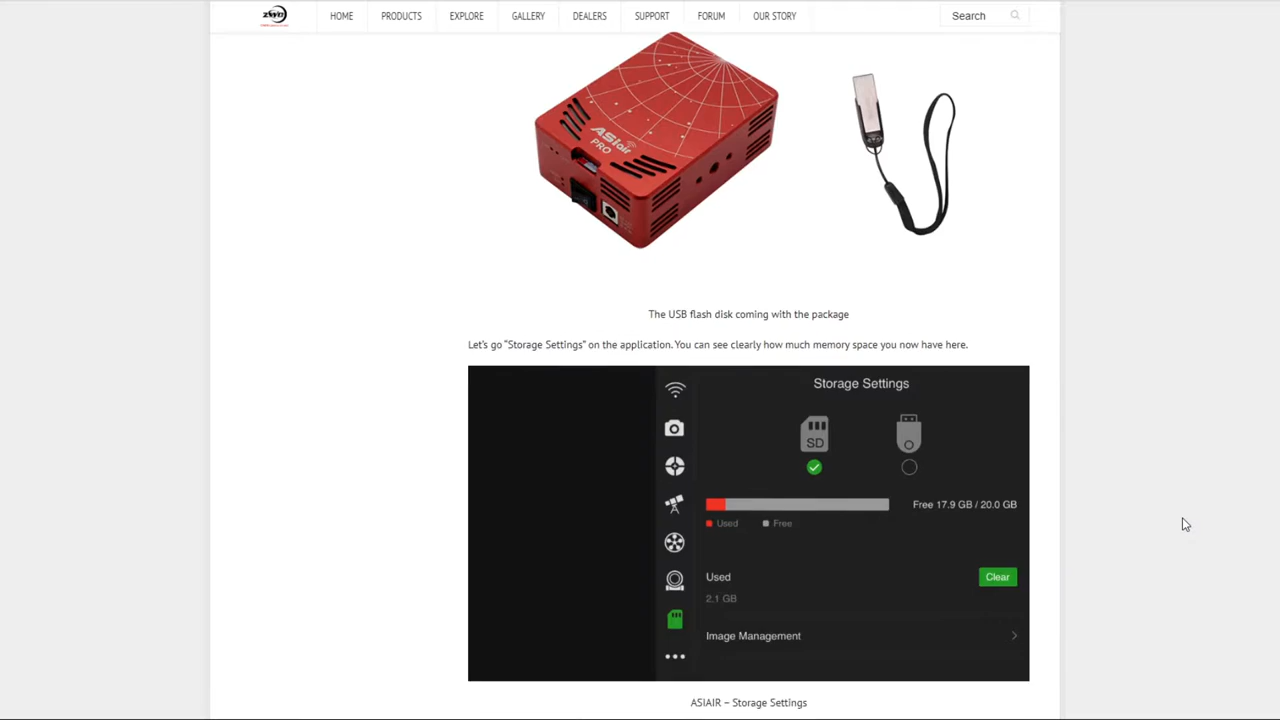 ZWO
HOME PRODUCTS EXPLORE GALLERY DEALERS SUPPORT FORUM OUR STORY Search
ASIair
PRO
The USB flash disk coming with the package
Let's go "Storage Settings" on the application. You can see clearly how much memory space you now have here.
Storage Settings
SD
Free 17.9 GB / 20.0 GB
Used Free
Used Clear
2.1 GB
Image Management
ASIAIR – Storage Settings